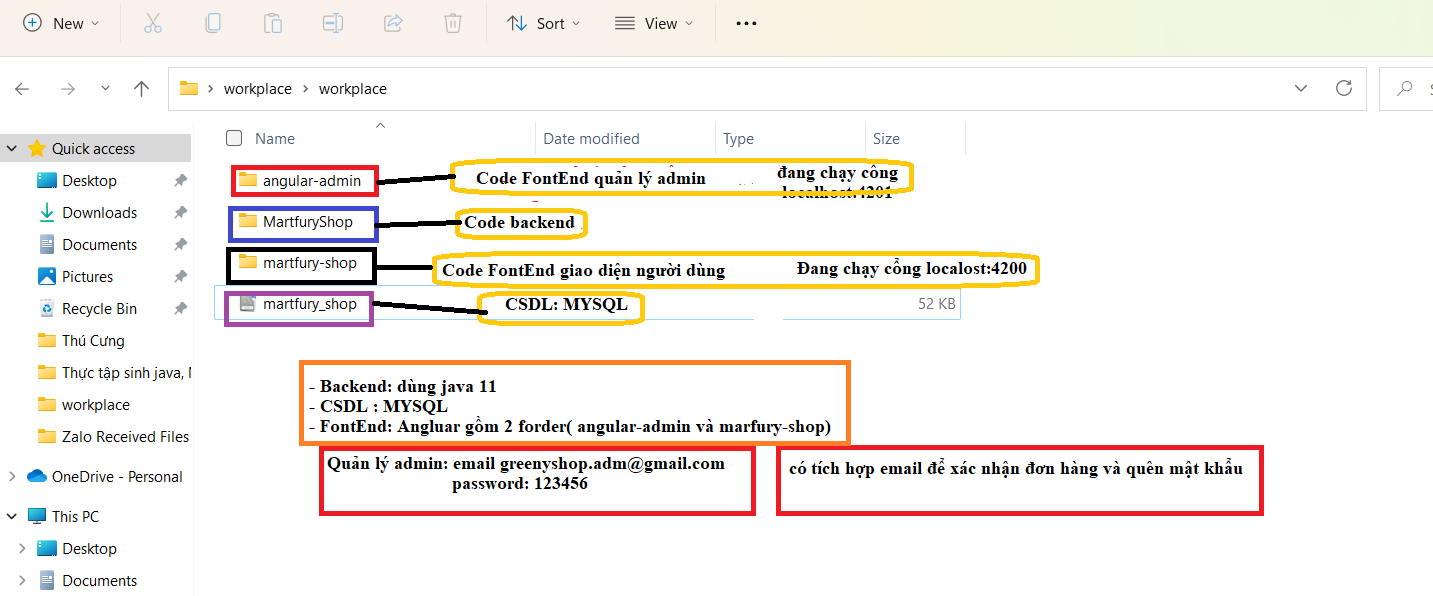 New
Sort
View
workplace > workplace
Name
Date modified
Type
Size
Quick access
Desktop
Downloads
Documents
Pictures
Recycle Bin
Thú Cưng
Thực tập sinh java,
workplace
Zalo Received Files
OneDrive - Personal
This PC
Desktop
Documents
angular-admin
Code FontEnd quản lý admin
đang chạy công
localhost:4201
MartfuryShop
Code backend
martfury-shop
Code FontEnd giao diện người dùng
Đang chạy cổng localost:4200
martfury_shop
CSDL: MYSQL
52 KB
- Backend: dùng java 11
- CSDL : MYSQL
- FontEnd: Angluar gồm 2 forder( angular-admin và marfury-shop)
Quản lý admin: email greenyshop.adm@gmail.com
password: 123456
có tích hợp email để xác nhận đơn hàng và quên mật khẩu